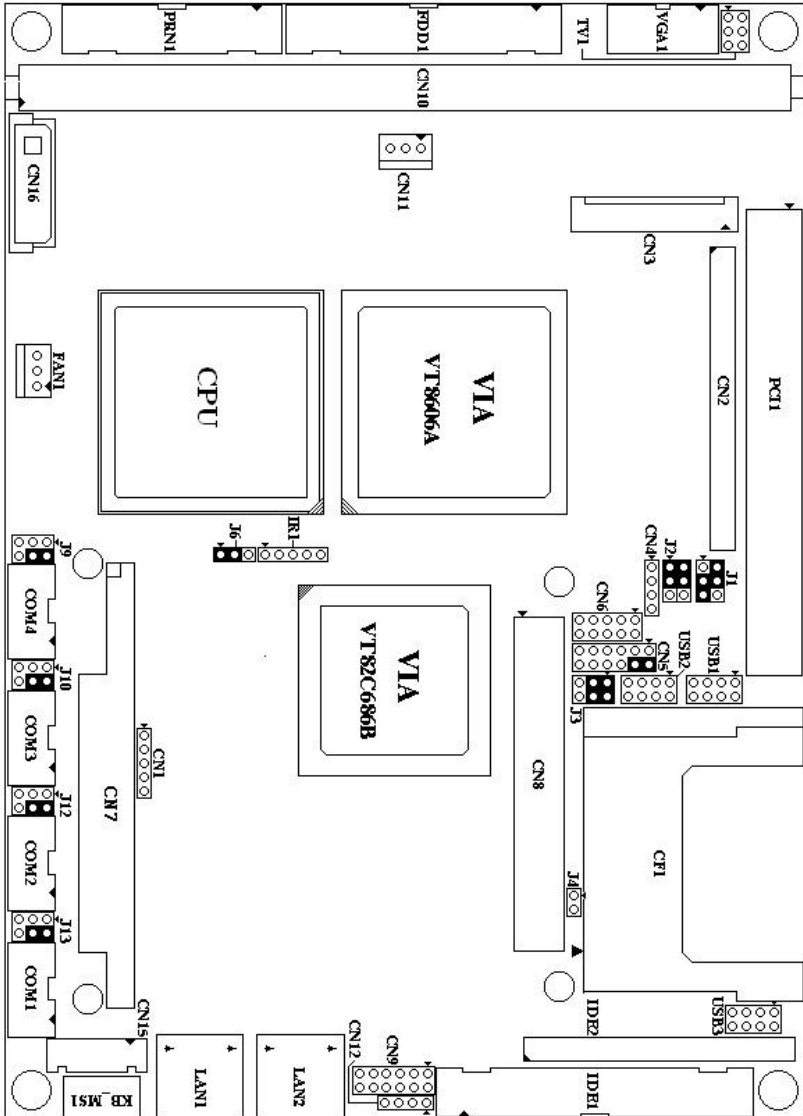 PRN1
FDD1
TV1
VGA1
CN10
CN16
CN11
CN3
PCI1
CN2
FAN1
CPU
VIA
VT8606A
J6
IR1
CN4
J2
J1
J9
COM4
CN6
CN5
USB2
USB1
J3
J10
COM3
CN1
CN7
VIA
VT82C686B
CN8
CF1
J12
COM2
J4
J13
COM1
CN15
KB_MS1
LAN1
LAN2
CN12
CN9
IDE2
IDE1
USB3